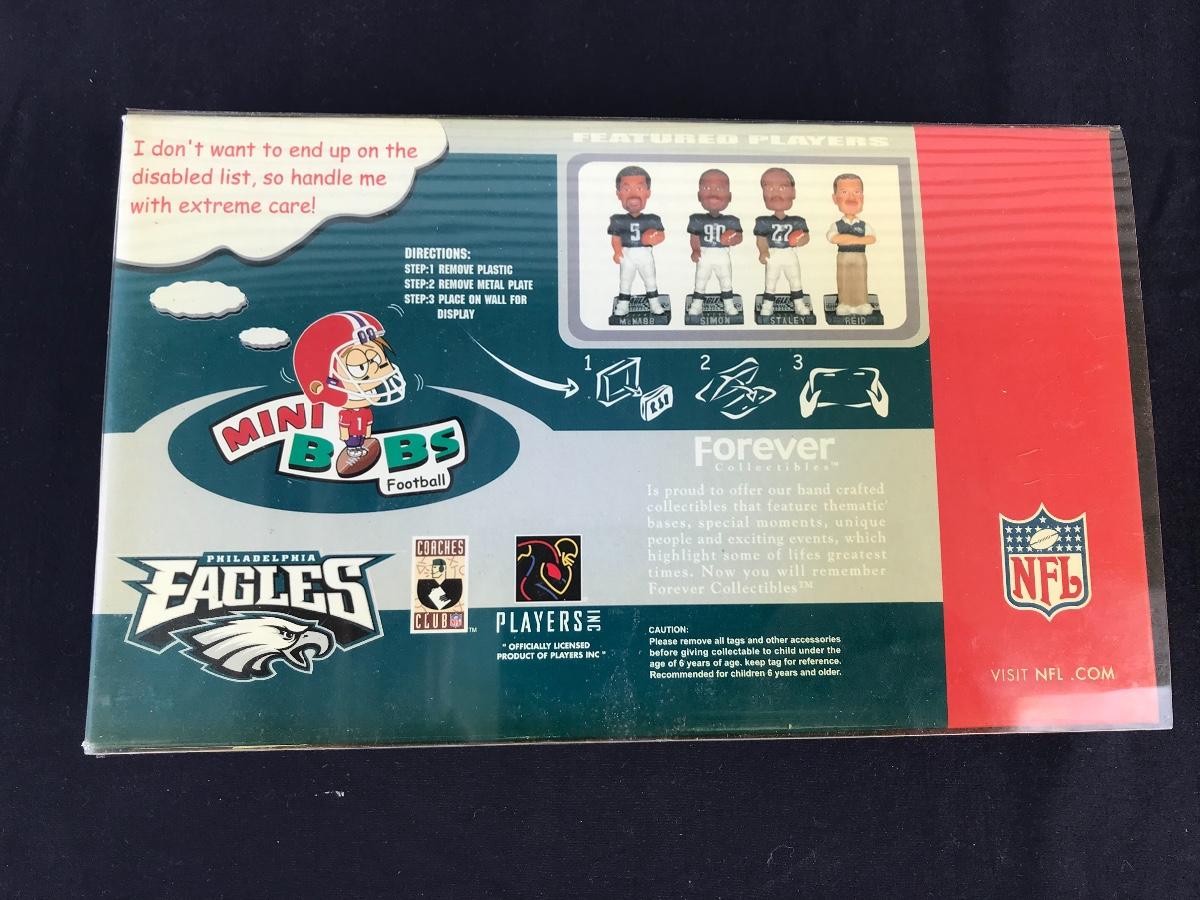 I don't want to end up on the
disabled list, so handle me
with extreme care!
FEATURED PLAYERS
5
90
22
McNABB
SIMON
STALEY
REID
DIRECTIONS:
STEP:1 REMOVE PLASTIC
STEP:2 REMOVE METAL PLATE
STEP:3 PLACE ON WALL FOR
DISPLAY
1
2
3
00
1
MINI
BOBS
Football
Forever
Collectibles™
Is proud to offer our hand crafted
collectibles that feature thematic
bases, special moments, unique
people and exciting events, which
highlight some of lifes greatest
times. Now you will remember
Forever Collectibles™
PHILADELPHIA
EAGLES
COACHES
CLUB
NFL
™
PLAYERS INC
" OFFICIALLY LICENSED
PRODUCT OF PLAYERS INC "
CAUTION:
Please remove all tags and other accessories
before giving collectable to child under the
age of 6 years of age. keep tag for reference.
Recommended for children 6 years and older.
NFL
VISIT NFL .COM